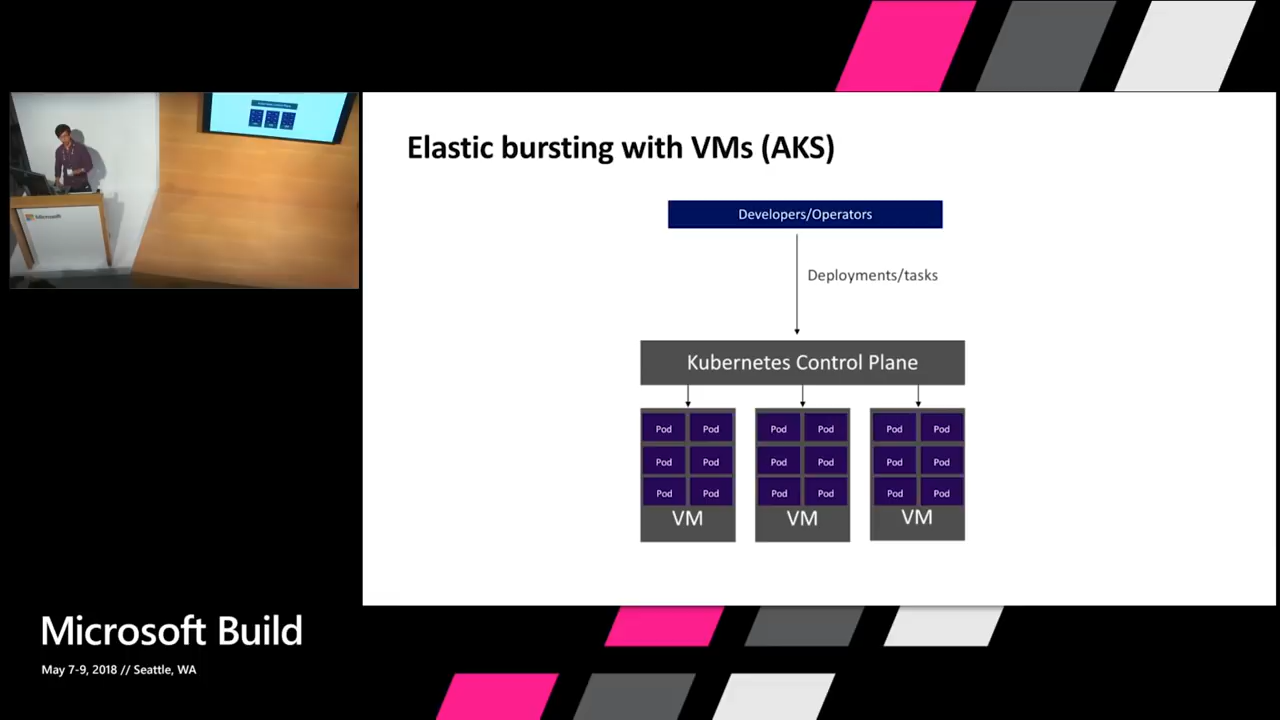 Elastic bursting with VMs (AKS)
Developers/Operators
Deployments/tasks
Kubernetes Control Plane
Pod Pod Pod Pod Pod Pod
Pod Pod Pod Pod Pod Pod
Pod Pod Pod Pod Pod Pod
VM VM VM
Microsoft
Microsoft Build
May 7-9, 2018 // Seattle, WA